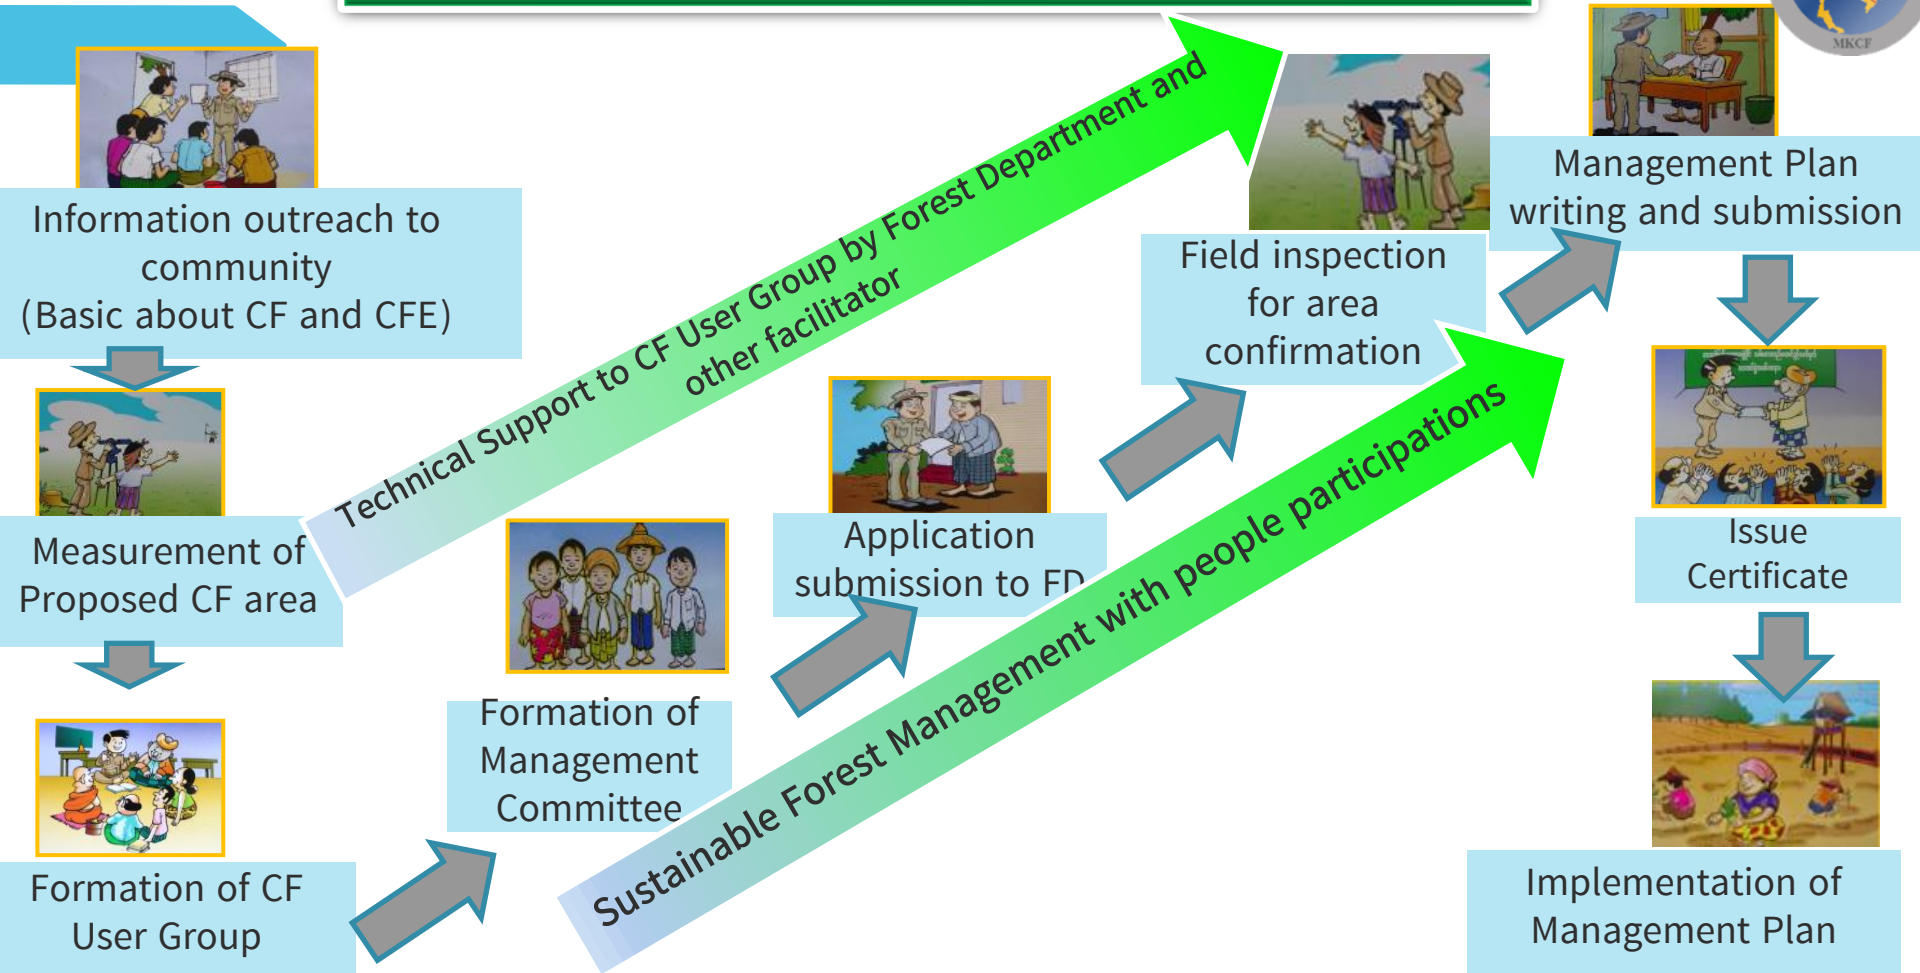 MKCF
Information outreach to
community
(Basic about CF and CFE)
Measurement of
Proposed CF area
Formation of CF
User Group
Formation of
Management
Committee
Application
submission to FD
Field inspection
for area
confirmation
Management Plan
writing and submission
Issue
Certificate
Implementation of
Management Plan
Technical Support to CF User Group by Forest Department and
other facilitator
Sustainable Forest Management with people participations